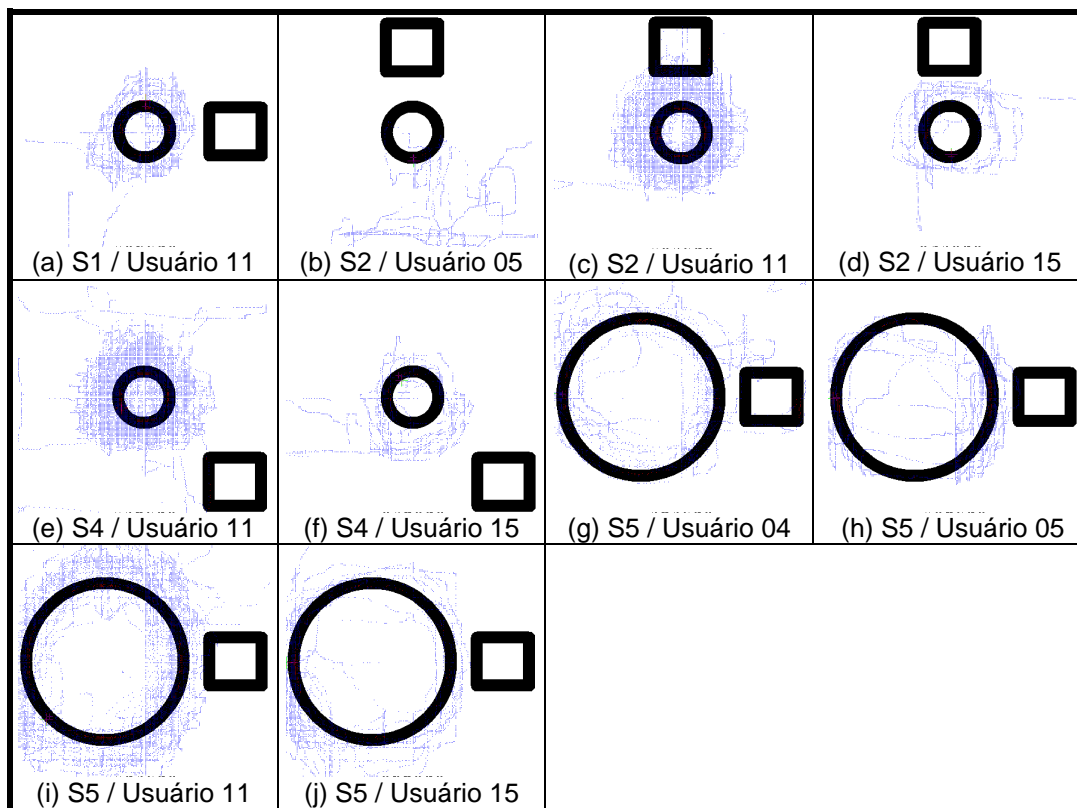 (a) S1 / Usuário 11
(b) S2 / Usuário 05
(c) S2 / Usuário 11
(d) S2 / Usuário 15
(e) S4 / Usuário 11
(f) S4 / Usuário 15
(g) S5 / Usuário 04
(h) S5 / Usuário 05
(i) S5 / Usuário 11
(j) S5 / Usuário 15